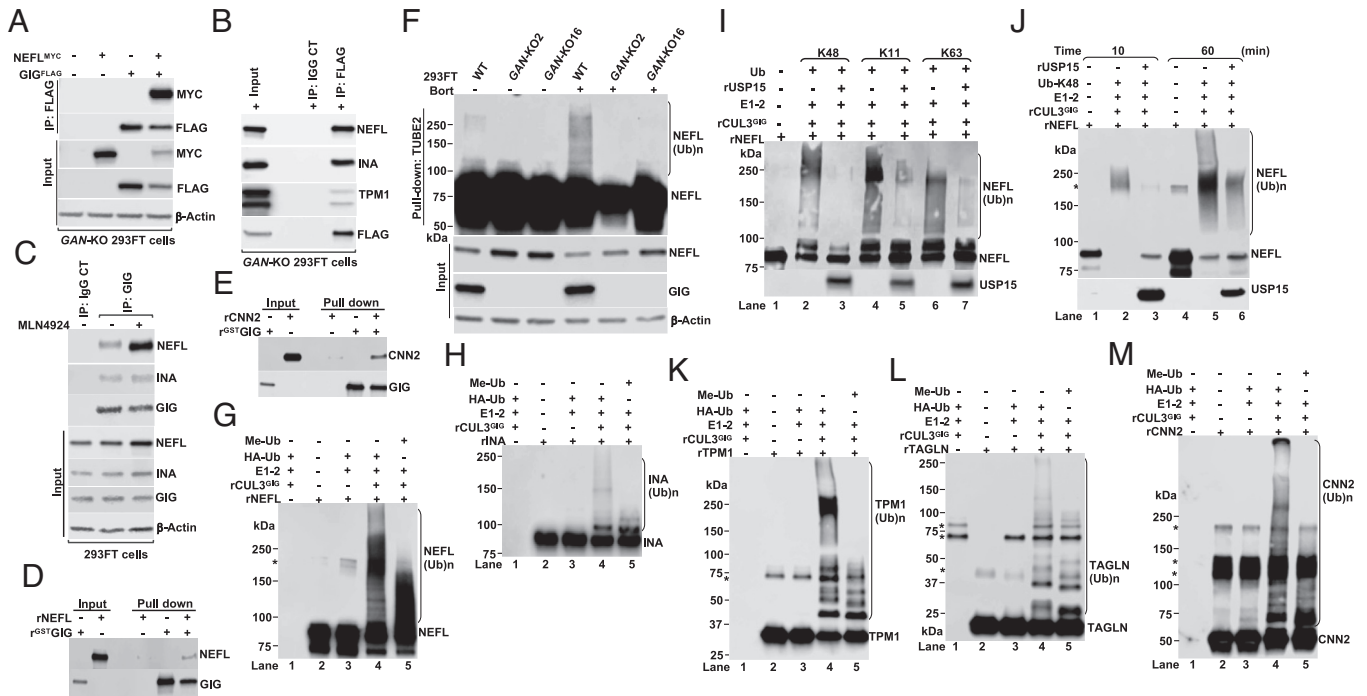 A
NEFL^MYC - + - +
GIG^FLAG - - + +
IP: FLAG
MYC
FLAG
Input
MYC
FLAG
β-Actin
GAN-KO 293FT cells
B
Input
IP: IGG CT
IP: FLAG
+ + +
NEFL
INA
TPM1
FLAG
GAN-KO 293FT cells
C
IP: IgG CT
IP: GIG
MLN4924 - - +
NEFL
INA
GIG
Input
NEFL
INA
GIG
β-Actin
293FT cells
D
Input Pull down
rNEFL - + + - +
r^GSTGIG + - - + +
NEFL
GIG
E
Input Pull down
rCNN2 - + + - +
r^GSTGIG + - - + +
CNN2
GIG
F
293FT WT GAN-KO2 GAN-KO16 WT GAN-KO2 GAN-KO16
Bort - - - + + +
Pull-down: TUBE2
250
150
100
75
50
kDa
NEFL
(Ub)n
NEFL
Input
NEFL
GIG
β-Actin
G
Me-Ub - - - - +
HA-Ub + - + + -
E1-2 + - + + +
rCUL3^GIG + - - + +
rNEFL - + + + +
kDa
250
*
150
100
75
NEFL
(Ub)n
NEFL
Lane 1 2 3 4 5
H
Me-Ub - - - - +
HA-Ub + - + + -
E1-2 + - + + +
rCUL3^GIG + - - + +
rINA - + + + +
kDa
250
150
100
75
INA
(Ub)n
INA
Lane 1 2 3 4 5
I
K48 K11 K63
Ub - + + + + + +
rUSP15 - - + - + - +
E1-2 - + + + + + +
rCUL3^GIG - + + + + + +
rNEFL + + + + + + +
kDa
250
150
100
75
NEFL
(Ub)n
NEFL
USP15
Lane 1 2 3 4 5 6 7
J
Time 10 60 (min)
rUSP15 - - + - - +
Ub-K48 - + + - + +
E1-2 - + + - + +
rCUL3^GIG - + + - + +
rNEFL + + + + + +
kDa
250
*
150
100
75
NEFL
(Ub)n
NEFL
USP15
Lane 1 2 3 4 5 6
K
Me-Ub - - - - +
HA-Ub + - + + -
E1-2 + - + + +
rCUL3^GIG + - - + +
rTPM1 - + + + +
kDa
250
150
100
75
*
*
50
37
25
TPM1
(Ub)n
TPM1
Lane 1 2 3 4 5
L
Me-Ub - - - - +
HA-Ub + - + + -
E1-2 + - + + +
rCUL3^GIG + - - + +
rTAGLN - + + + +
250
150
100
75
*
*
50
*
37
25
kDa
TAGLN
(Ub)n
TAGLN
Lane 1 2 3 4 5
M
Me-Ub - - - - +
HA-Ub + - + + -
E1-2 + - + + +
rCUL3^GIG + - - + +
rCNN2 - + + + +
kDa
250
*
150
*
*
100
75
50
CNN2
(Ub)n
CNN2
Lane 1 2 3 4 5